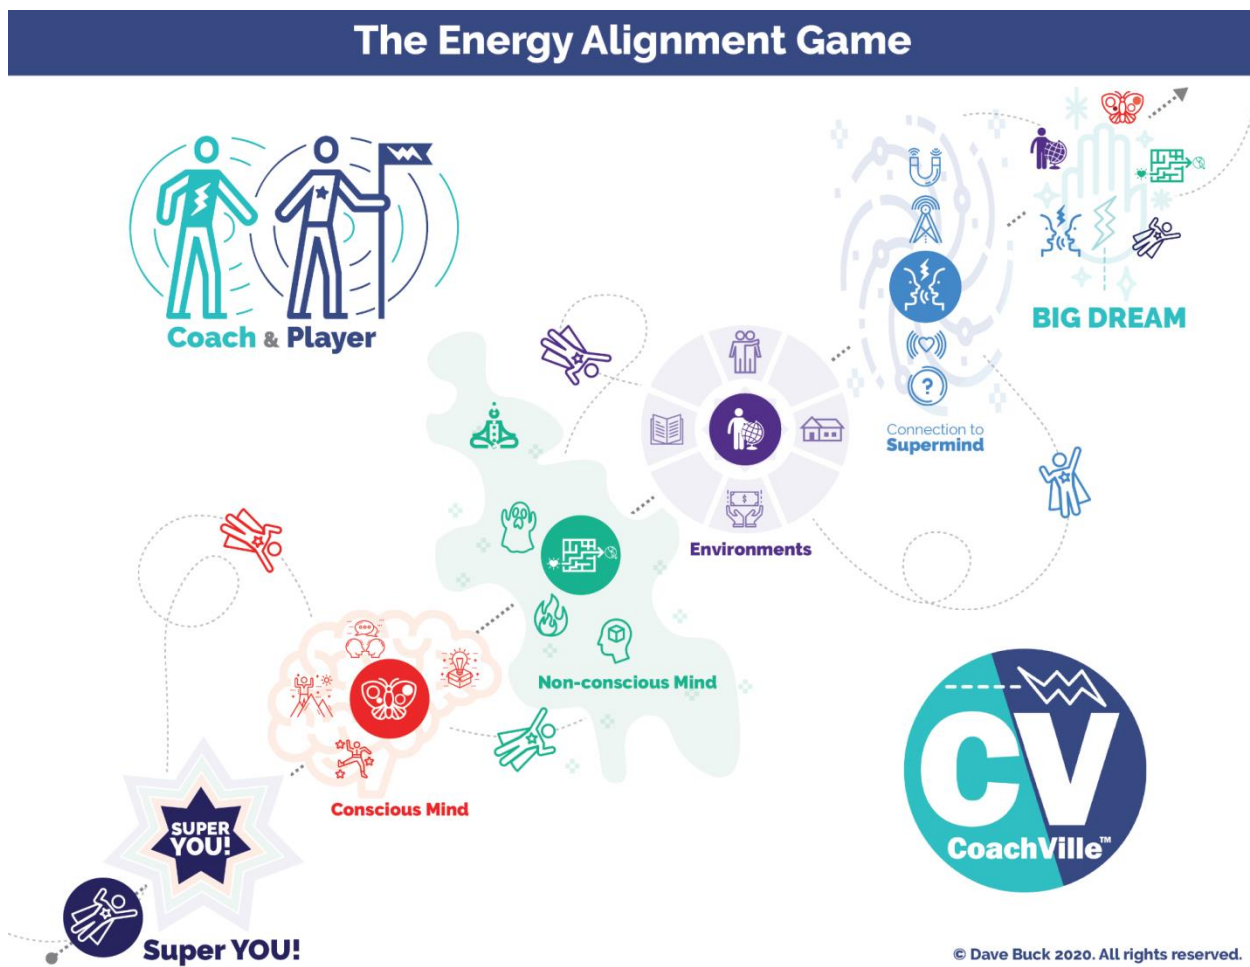 The Energy Alignment Game
Coach & Player
BIG DREAM
?
Connection to
Supermind
$
Environments
Non-conscious Mind
Conscious Mind
SUPER
YOU!
Super YOU!
CV
CoachVille™
© Dave Buck 2020. All rights reserved.